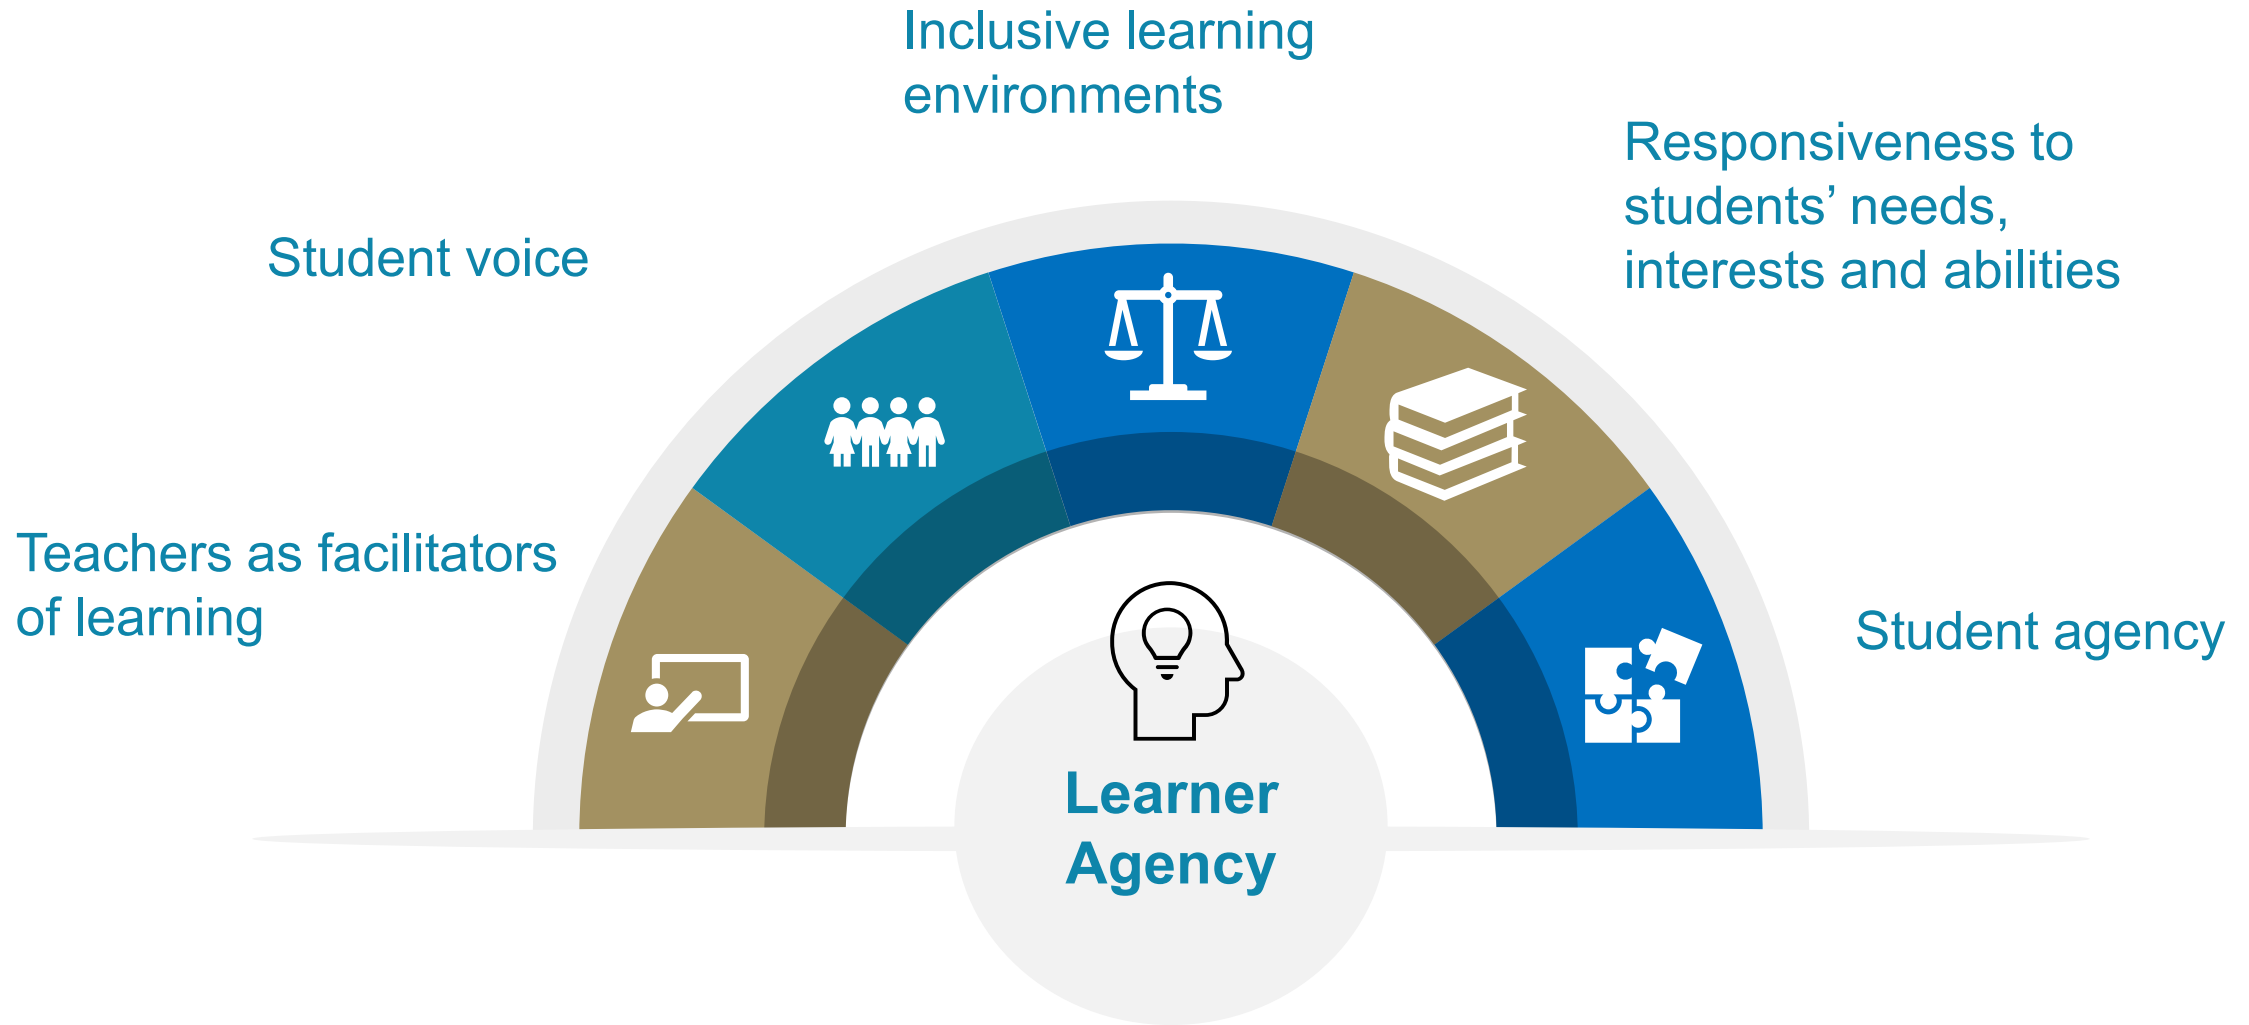 Inclusive learning
environments
Responsiveness to
students’ needs,
interests and abilities
Student voice
Teachers as facilitators
of learning
Student agency
Learner
Agency